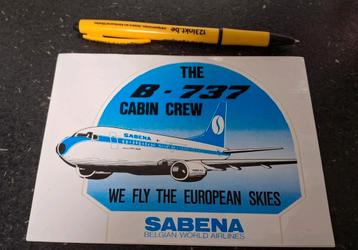 123inkt.be
THE
B-737
CABIN CREW
SABENA
WE FLY THE EUROPEAN SKIES
SABENA
BELGIAN WORLD AIRLINES